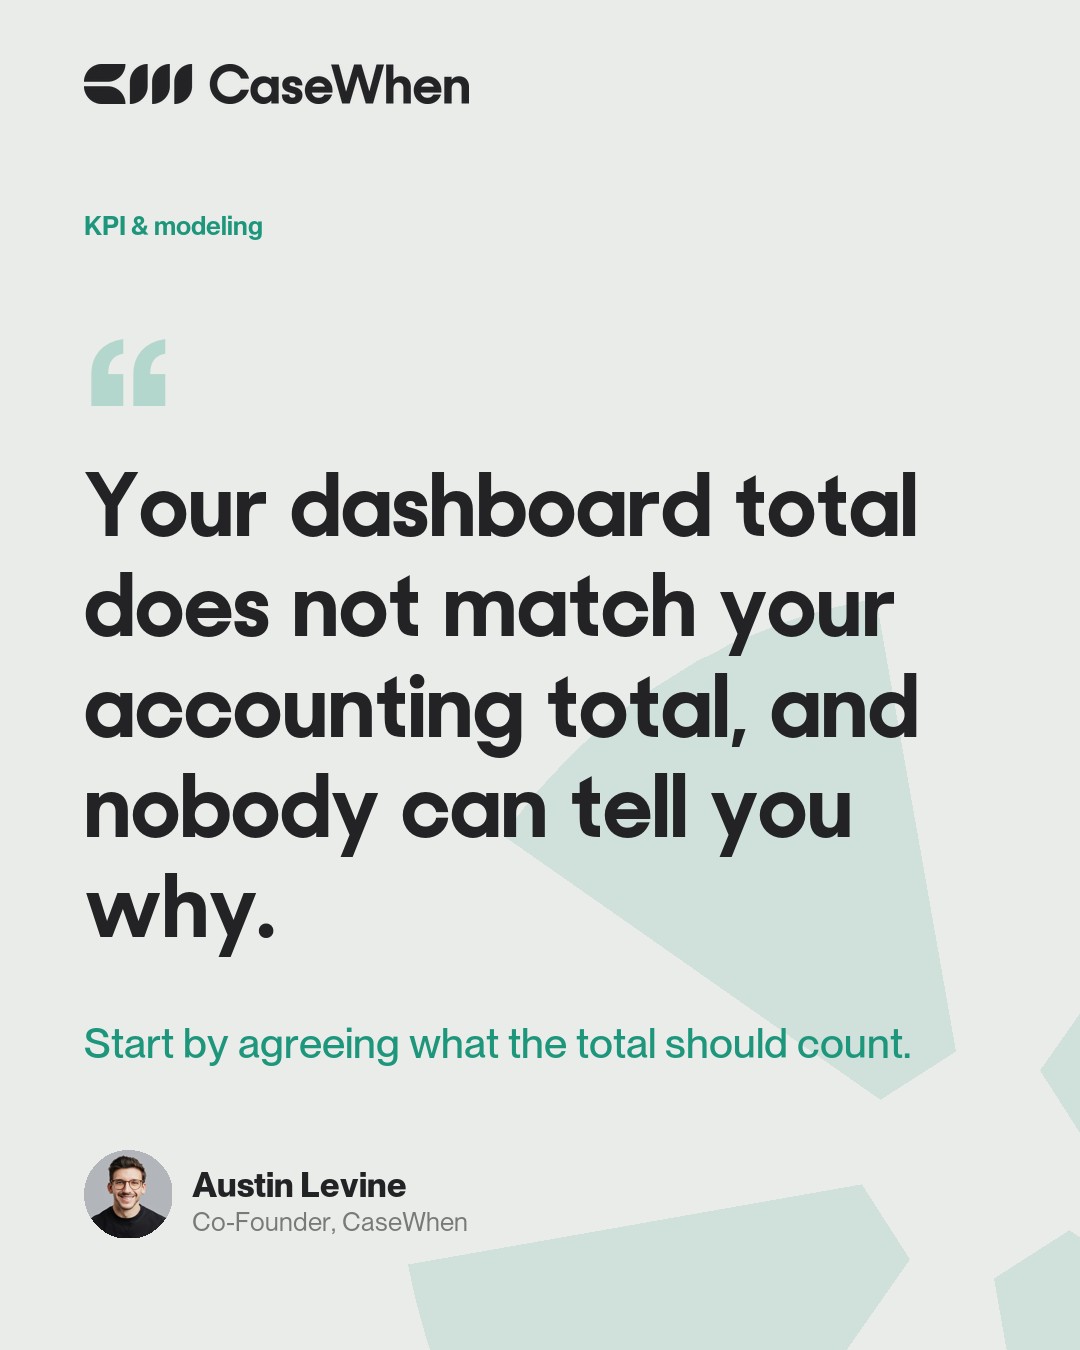 CaseWhen
KPI & modeling
“
Your dashboard total
does not match your
accounting total, and
nobody can tell you
why.
Start by agreeing what the total should count.
Austin Levine
Co-Founder, CaseWhen